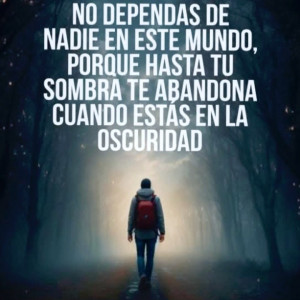 NO DEPENDAS DE
NADIE EN ESTE MUNDO,
PORQUE HASTA TU
SOMBRA TE ABANDONA
CUANDO ESTÁS EN LA
OSCURIDAD